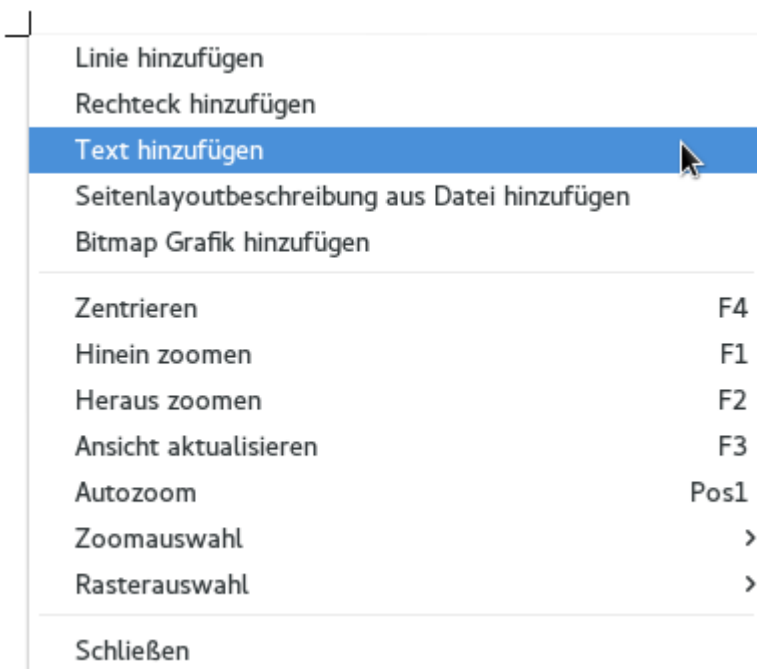 Linie hinzufügen
Rechteck hinzufügen
Text hinzufügen
Seitenlayoutbeschreibung aus Datei hinzufügen
Bitmap Grafik hinzufügen
Zentrieren F4
Hinein zoomen F1
Heraus zoomen F2
Ansicht aktualisieren F3
Autozoom Pos1
Zoomauswahl
Rasterauswahl
Schließen